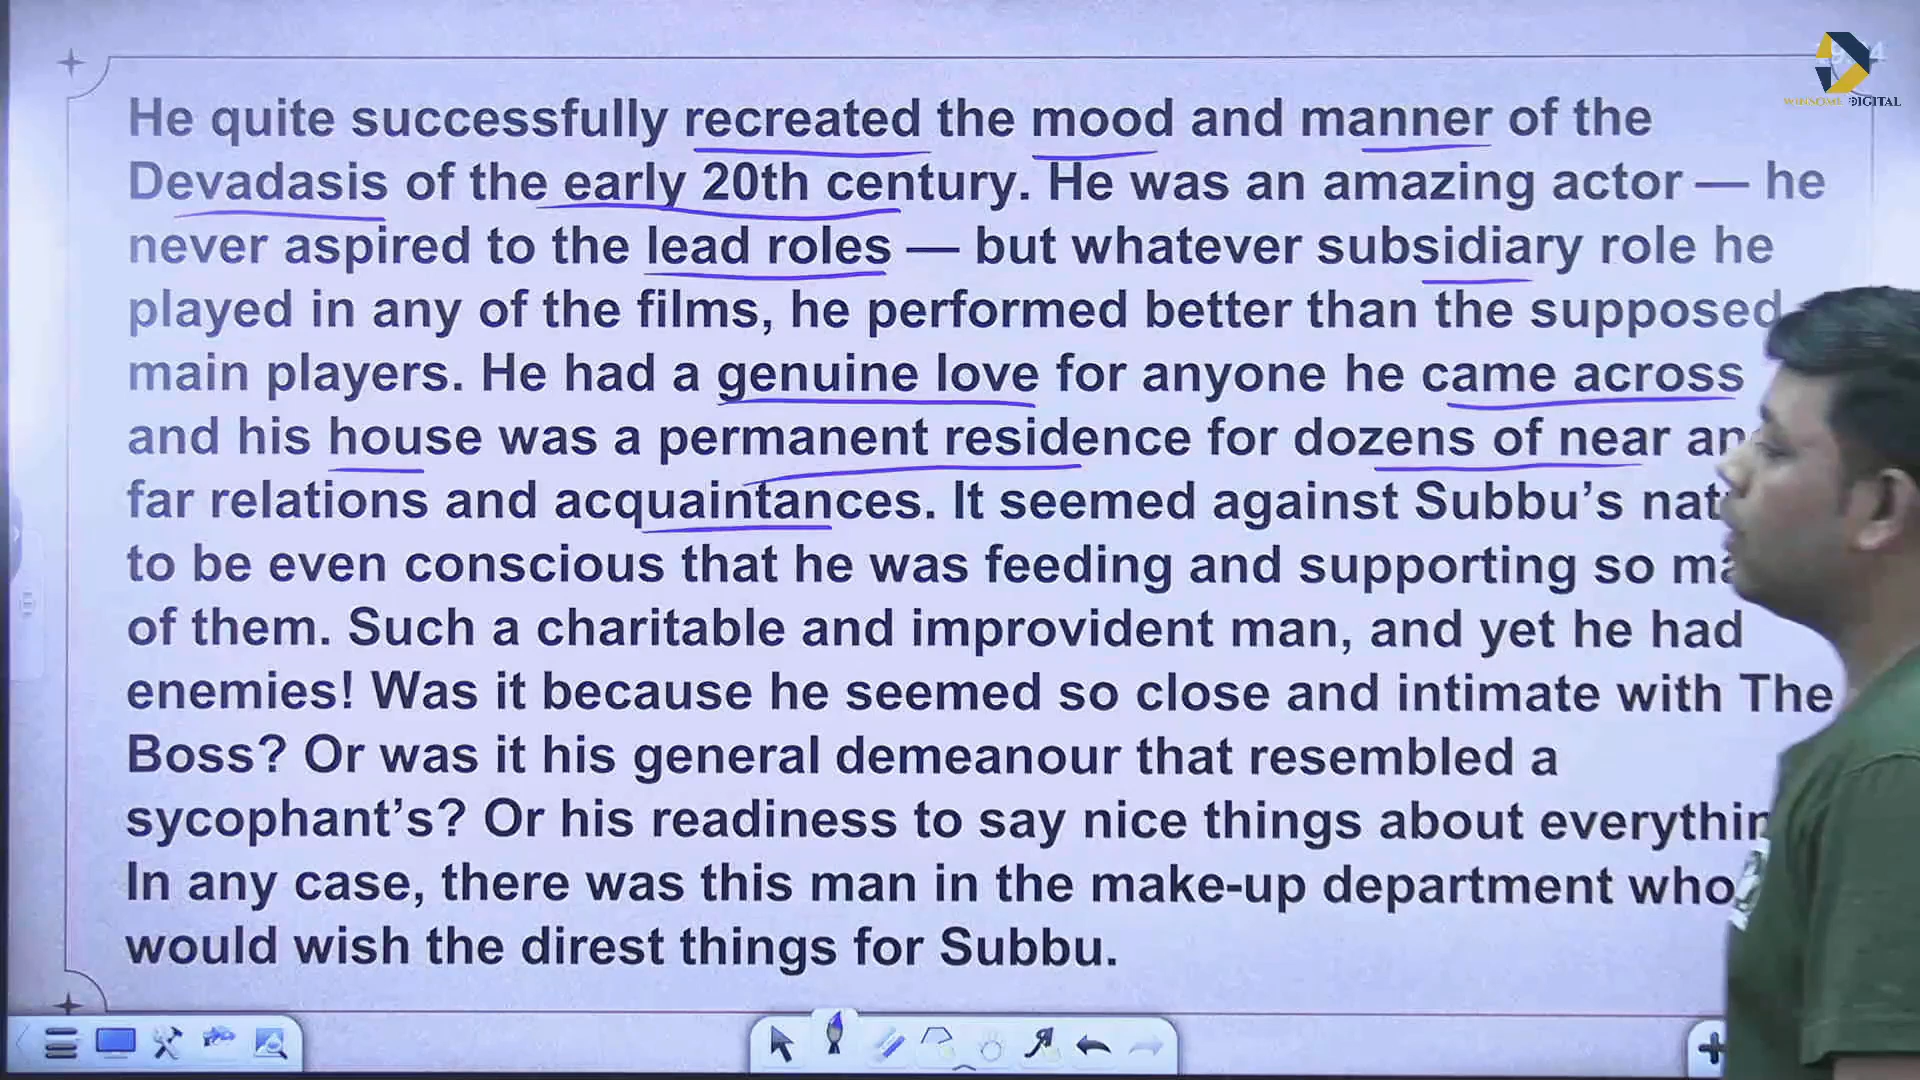 He quite successfully recreated the mood and manner of the
Devadasis of the early 20th century. He was an amazing actor — he
never aspired to the lead roles — but whatever subsidiary role he
played in any of the films, he performed better than the supposed
main players. He had a genuine love for anyone he came across
and his house was a permanent residence for dozens of near
far relations and acquaintances. It seemed against Subbu's
to be even conscious that he was feeding and supporting so
of them. Such a charitable and improvident man, and yet he had
enemies! Was it because he seemed so close and intimate with The
Boss? Or was it his general demeanour that resembled a
sycophant's? Or his readiness to say nice things about
In any case, there was this man in the make-up department who
would wish the direst things for Subbu.
DIGITAL